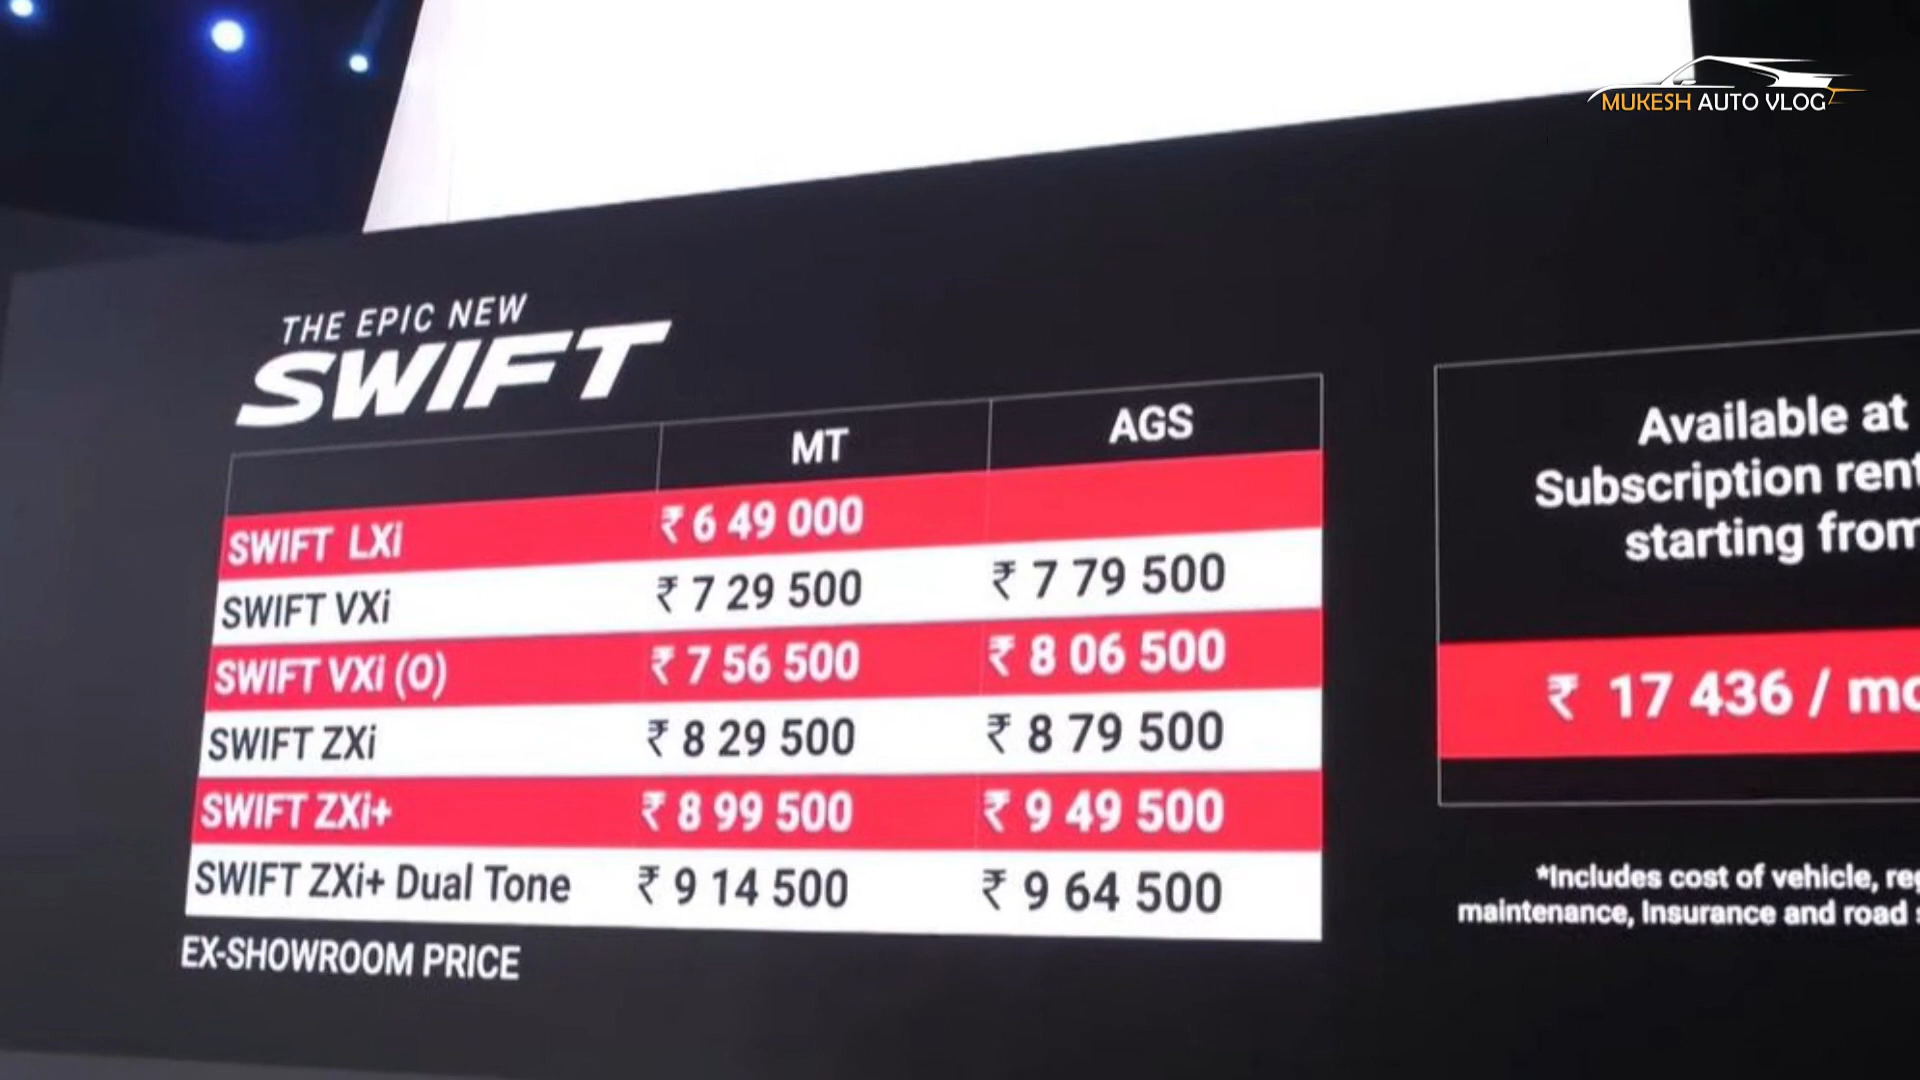 MUKESH AUTO VLOG
THE EPIC NEW
SWIFT
MT AGS
SWIFT LXi ₹ 6 49 000
SWIFT VXi ₹ 7 29 500 ₹ 7 79 500
SWIFT VXi (O) ₹ 7 56 500 ₹ 8 06 500
SWIFT ZXi ₹ 8 29 500 ₹ 8 79 500
SWIFT ZXi+ ₹ 8 99 500 ₹ 9 49 500
SWIFT ZXi+ Dual Tone ₹ 9 14 500 ₹ 9 64 500
EX-SHOWROOM PRICE
Available at
Subscription
starting from
₹ 17 436 /
*Includes cost of vehicle,
maintenance, Insurance and road